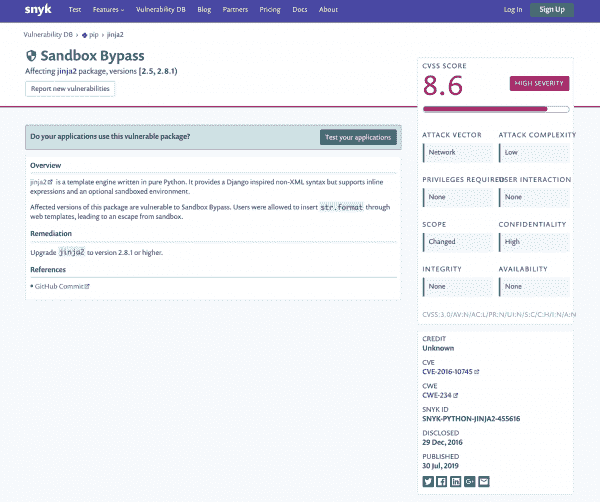 snyk
Test Features Vulnerability DB Blog Partners Pricing Docs About Log In Sign Up
Vulnerability DB › pip › jinja2
Sandbox Bypass
Affecting jinja2 package, versions [2.5, 2.8.1)
Report new vulnerabilities
Do your applications use this vulnerable package? Test your applications
Overview
jinja2 is a template engine written in pure Python. It provides a Django inspired non-XML syntax but supports inline
expressions and an optional sandboxed environment.
Affected versions of this package are vulnerable to Sandbox Bypass. Users were allowed to insert str.format through
web templates, leading to an escape from sandbox.
Remediation
Upgrade jinja2 to version 2.8.1 or higher.
References
• GitHub Commit
CVSS SCORE
8.6 HIGH SEVERITY
ATTACK VECTOR ATTACK COMPLEXITY
Network Low
PRIVILEGES REQUIRED USER INTERACTION
None None
SCOPE CONFIDENTIALITY
Changed High
INTEGRITY AVAILABILITY
None None
CVSS:3.0/AV:N/AC:L/PR:N/UI:N/S:C/C:H/I:N/A:N
CREDIT
Unknown
CVE
CVE-2016-10745
CWE
CWE-234
SNYK ID
SNYK-PYTHON-JINJA2-455616
DISCLOSED
29 Dec, 2016
PUBLISHED
30 Jul, 2019